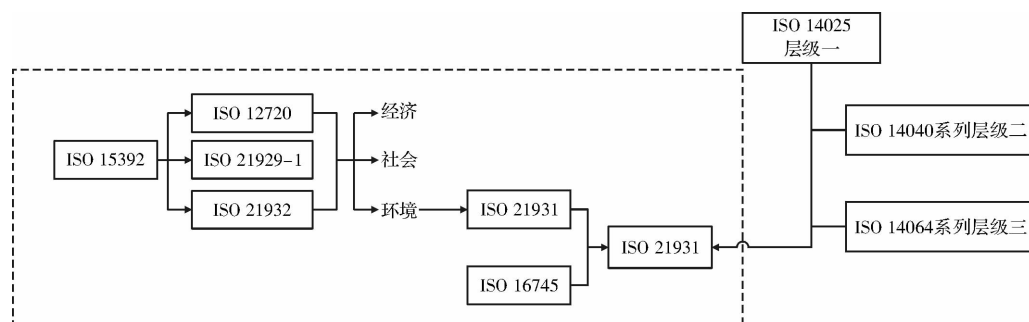 ISO 14025
层级一
ISO 12720
经济
ISO 14040系列层级二
ISO 15392
ISO 21929-1
社会
ISO 21932
环境
ISO 21931
ISO 14064系列层级三
ISO 21931
ISO 16745